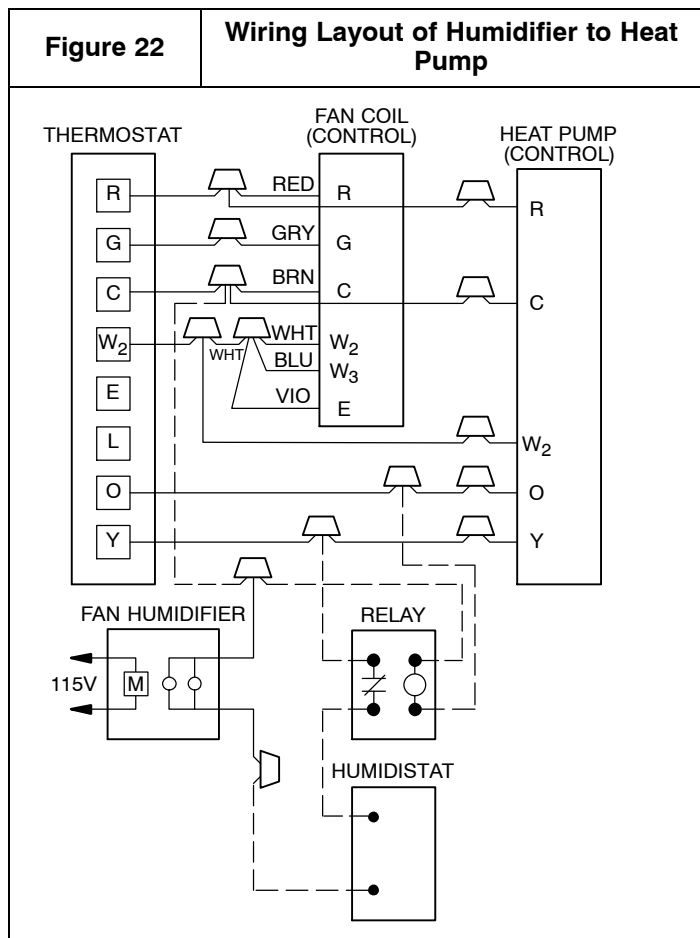 Figure 22
Wiring Layout of Humidifier to Heat
Pump
THERMOSTAT
FAN COIL
(CONTROL)
HEAT PUMP
(CONTROL)
R
RED
R
R
G
GRY
G
C
BRN
C
C
W2
WHT
WHT
W2
BLU
W3
E
VIO
E
L
W2
O
O
Y
Y
FAN HUMIDIFIER
RELAY
115V
M
HUMIDISTAT